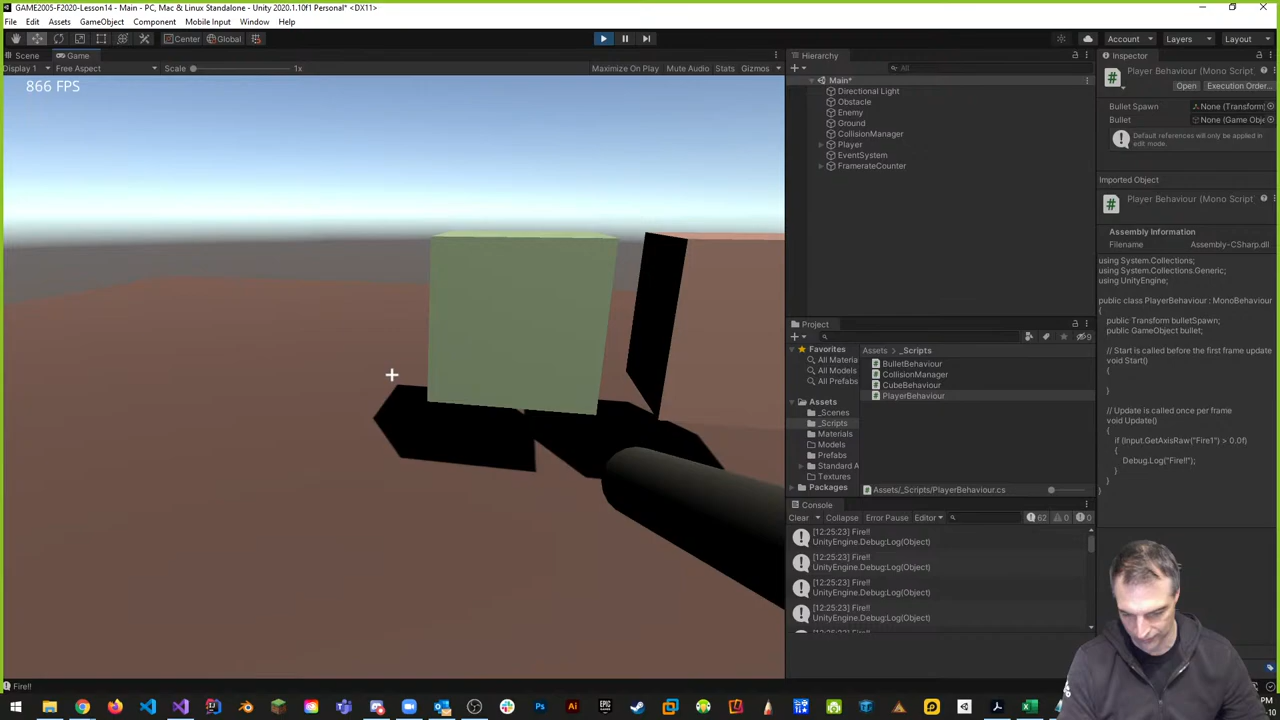 GAME2005-F2020-Lesson14 - Main - PC, Mac & Linux Standalone - Unity 2020.1.10f1 Personal* <DX11>
File Edit Assets GameObject Component Mobile Input Window Help
Center Global Account Layers Layout
Scene Game
Display 1 Free Aspect Scale 1x Maximize On Play Mute Audio Stats Gizmos
866 FPS
Hierarchy
All
Main*
Directional Light
Obstacle
Enemy
Ground
CollisionManager
Player
EventSystem
FramerateCounter
Project
Favorites
All Materia
All Models
All Prefabs
Assets
_Scenes
_Scripts
Materials
Models
Prefabs
Standard A
Textures
Packages
Assets > _Scripts
BulletBehaviour
CollisionManager
CubeBehaviour
PlayerBehaviour
Assets/_Scripts/PlayerBehaviour.cs
9
Console
Clear Collapse Error Pause Editor 62 0 0
[12:25:23] Fire!!
UnityEngine.Debug:Log(Object)
[12:25:23] Fire!!
UnityEngine.Debug:Log(Object)
[12:25:23] Fire!!
UnityEngine.Debug:Log(Object)
[12:25:23] Fire!!
UnityEngine.Debug:Log(Object)
Inspector
Player Behaviour (Mono Script)
Open Execution Order...
Bullet Spawn None (Transform
Bullet None (Game Obje
Default references will only be applied in
edit mode.
Imported Object
Player Behaviour (Mono Script)
Assembly Information
Filename Assembly-CSharp.dll
using System.Collections;
using System.Collections.Generic;
using UnityEngine;
public class PlayerBehaviour : MonoBehaviour
{
public Transform bulletSpawn;
public GameObject bullet;
// Start is called before the first frame update
void Start()
{
}
// Update is called once per frame
void Update()
{
if (Input.GetAxisRaw("Fire1") > 0.0f)
{
Debug.Log("Fire!!");
}
}
}
Fire!!